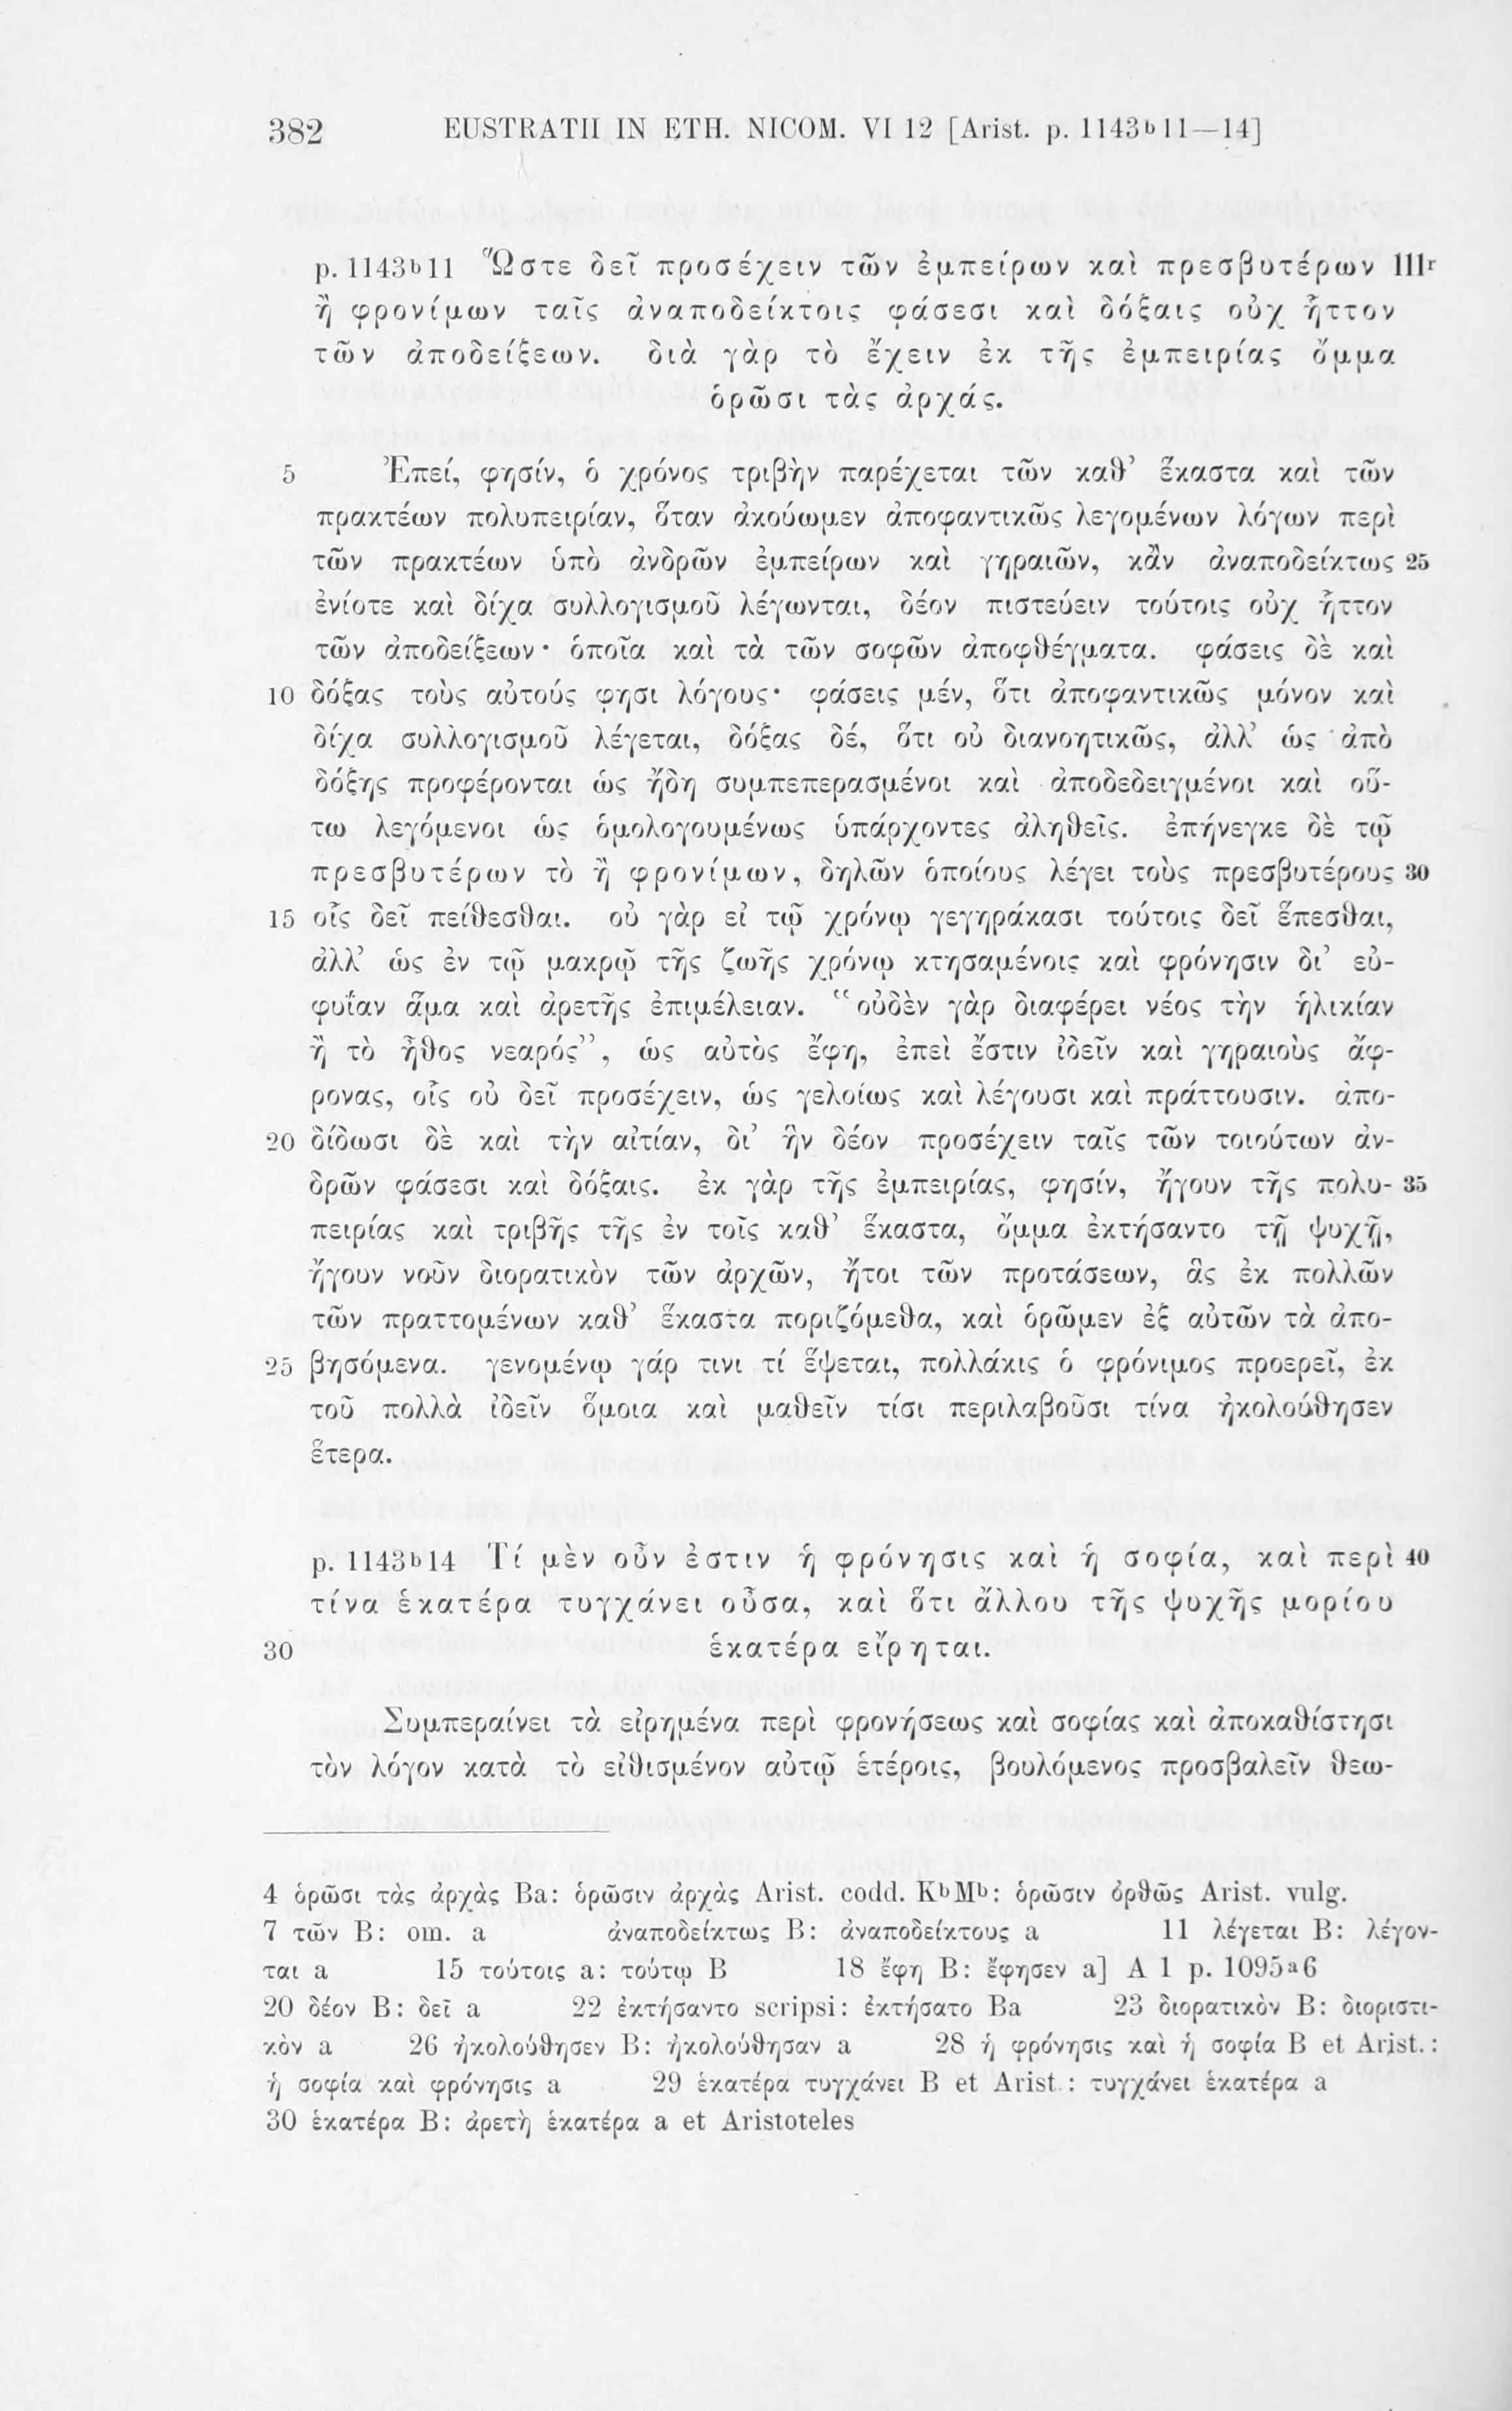 382 EUSTRATII IN ETH. NICOM. VI 12 [Arist. p. 1143ᵇ11—14]
p. 1143ᵇ11 Ὥστε δεῖ προσέχειν τῶν ἐμπείρων καὶ πρεσβυτέρων 111ʳ
ἢ φρονίμων ταῖς ἀναποδείκτοις φάσεσι καὶ δόξαις οὐχ ἧττον
τῶν ἀποδείξεων. διὰ γὰρ τὸ ἔχειν ἐκ τῆς ἐμπειρίας ὄμμα
ὁρῶσι τὰς ἀρχάς.
5 Ἐπεί, φησίν, ὁ χρόνος τριβὴν παρέχεται τῶν καθ’ ἕκαστα καὶ τῶν
πρακτέων πολυπειρίαν, ὅταν ἀκούωμεν ἀποφαντικῶς λεγομένων λόγων περὶ
τῶν πρακτέων ὑπὸ ἀνδρῶν ἐμπείρων καὶ γηραιῶν, κἂν ἀναποδείκτως 25
ἐνίοτε καὶ δίχα συλλογισμοῦ λέγωνται, δέον πιστεύειν τούτοις οὐχ ἧττον
τῶν ἀποδείξεων· ὁποῖα καὶ τὰ τῶν σοφῶν ἀποφθέγματα. φάσεις δὲ καὶ
10 δόξας τοὺς αὐτούς φησι λόγους· φάσεις μέν, ὅτι ἀποφαντικῶς μόνον καὶ
δίχα συλλογισμοῦ λέγεται, δόξας δέ, ὅτι οὐ διανοητικῶς, ἀλλ’ ὡς ἀπὸ
δόξης προφέρονται ὡς ἤδη συμπεπερασμένοι καὶ ἀποδεδειγμένοι καὶ οὕ-
τω λεγόμενοι ὡς ὁμολογουμένως ὑπάρχοντες ἀληθεῖς. ἐπήνεγκε δὲ τῷ
πρεσβυτέρων τὸ ἢ φρονίμων, δηλῶν ὁποίους λέγει τοὺς πρεσβυτέρους 30
15 οἷς δεῖ πείθεσθαι. οὐ γὰρ εἰ τῷ χρόνῳ γεγηράκασι τούτοις δεῖ ἕπεσθαι,
ἀλλ’ ὡς ἐν τῷ μακρῷ τῆς ζωῆς χρόνῳ κτησαμένοις καὶ φρόνησιν δι’ εὐ-
φυΐαν ἅμα καὶ ἀρετῆς ἐπιμέλειαν. “οὐδὲν γὰρ διαφέρει νέος τὴν ἡλικίαν
ἢ τὸ ἦθος νεαρός”, ὡς αὐτὸς ἔφη, ἐπεὶ ἔστιν ἰδεῖν καὶ γηραιοὺς ἄφ-
ρονας, οἷς οὐ δεῖ προσέχειν, ὡς γελοίως καὶ λέγουσι καὶ πράττουσιν. ἀπο-
20 δίδωσι δὲ καὶ τὴν αἰτίαν, δι’ ἣν δέον προσέχειν ταῖς τῶν τοιούτων ἀν-
δρῶν φάσεσι καὶ δόξαις. ἐκ γὰρ τῆς ἐμπειρίας, φησίν, ἤγουν τῆς πολυ- 35
πειρίας καὶ τριβῆς τῆς ἐν τοῖς καθ’ ἕκαστα, ὄμμα ἐκτήσαντο τῇ ψυχῇ,
ἤγουν νοῦν διορατικὸν τῶν ἀρχῶν, ἤτοι τῶν προτάσεων, ἃς ἐκ πολλῶν
τῶν πραττομένων καθ’ ἕκαστα ποριζόμεθα, καὶ ὁρῶμεν ἐξ αὐτῶν τὰ ἀπο-
25 βησόμενα. γενομένῳ γάρ τινι τί ἕψεται, πολλάκις ὁ φρόνιμος προερεῖ, ἐκ
τοῦ πολλὰ ἰδεῖν ὅμοια καὶ μαθεῖν τίσι περιλαβοῦσι τίνα ἠκολούθησεν
ἕτερα.
p. 1143ᵇ14 Τί μὲν οὖν ἐστιν ἡ φρόνησις καὶ ἡ σοφία, καὶ περὶ 40
τίνα ἑκατέρα τυγχάνει οὖσα, καὶ ὅτι ἄλλου τῆς ψυχῆς μορίου
30 ἑκατέρα εἴρηται.
Συμπεραίνει τὰ εἰρημένα περὶ φρονήσεως καὶ σοφίας καὶ ἀποκαθίστησι
τὸν λόγον κατὰ τὸ εἰθισμένον αὐτῷ ἑτέροις, βουλόμενος προσβαλεῖν θεω-
4 ὁρῶσι τὰς ἀρχὰς Ba: ὁρῶσιν ἀρχὰς Arist. codd. KᵇMᵇ: ὁρῶσιν ὀρθῶς Arist. vulg.
7 τῶν B: om. a ἀναποδείκτως B: ἀναποδείκτους a 11 λέγεται B: λέγον-
ται a 15 τούτοις a: τούτῳ B 18 ἔφη B: ἔφησεν a] A 1 p. 1095ᵃ6
20 δέον B: δεῖ a 22 ἐκτήσαντο scripsi: ἐκτήσατο Ba 23 διορατικὸν B: διοριστι-
κὸν a 26 ἠκολούθησεν B: ἠκολούθησαν a 28 ἡ φρόνησις καὶ ἡ σοφία B et Arist.:
ἡ σοφία καὶ φρόνησις a 29 ἑκατέρα τυγχάνει B et Arist.: τυγχάνει ἑκατέρα a
30 ἑκατέρα B: ἀρετὴ ἑκατέρα a et Aristoteles